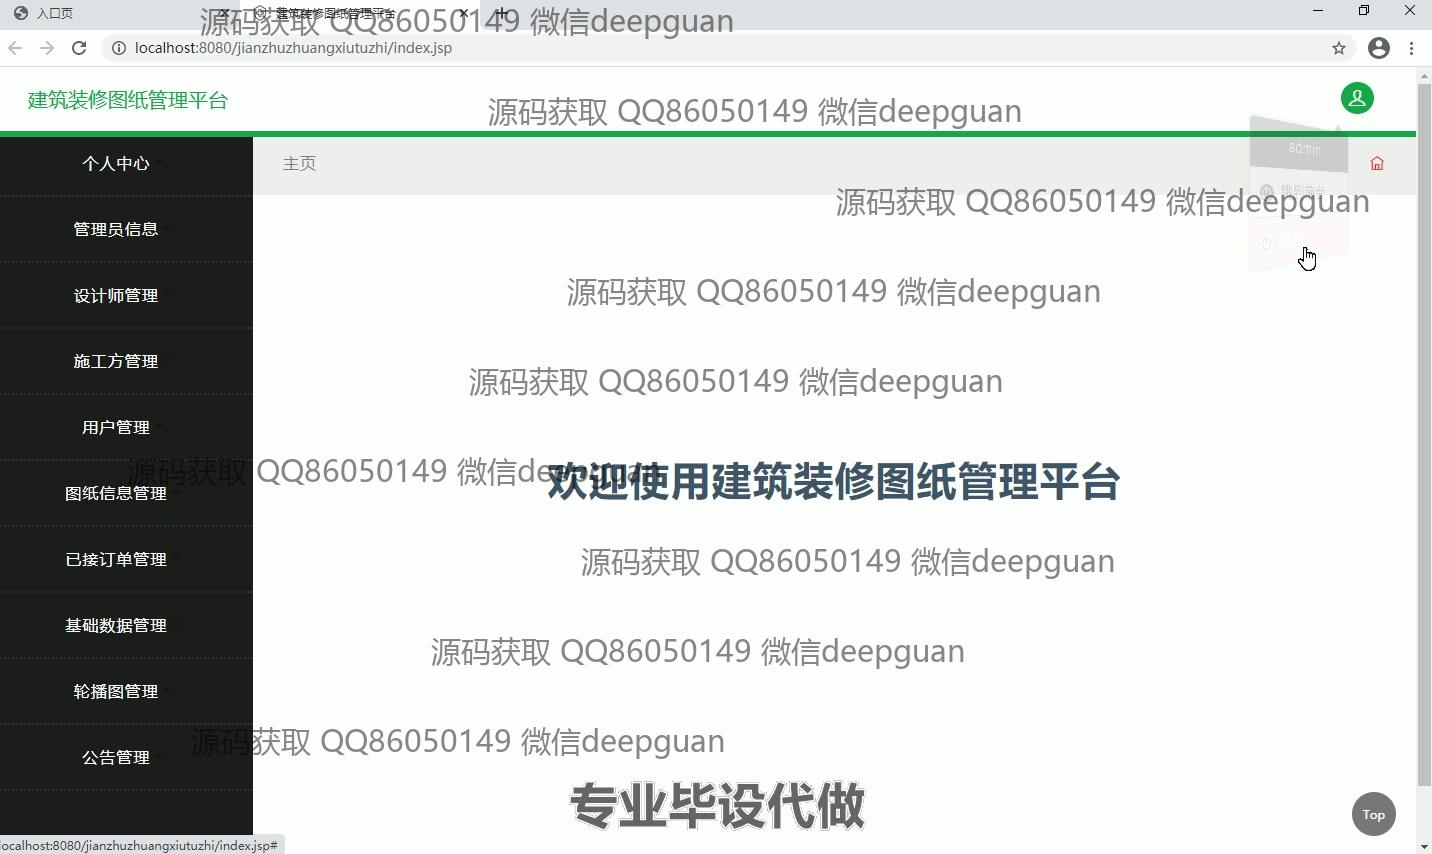 入口页
建筑装修图纸管理平台
源码获取 QQ86050149 微信deepguan
localhost:8080/jianzhuzhuangxiutuzhi/index.jsp
建筑装修图纸管理平台
源码获取 QQ86050149 微信deepguan
个人中心
主页
admin
跳到前台
源码获取 QQ86050149 微信deepguan
管理员信息
设计师管理
源码获取 QQ86050149 微信deepguan
施工方管理
源码获取 QQ86050149 微信deepguan
用户管理
源码获取 QQ86050149 微信deepguan
欢迎使用建筑装修图纸管理平台
图纸信息管理
已接订单管理
源码获取 QQ86050149 微信deepguan
基础数据管理
源码获取 QQ86050149 微信deepguan
轮播图管理
源码获取 QQ86050149 微信deepguan
公告管理
专业毕设代做
Top
localhost:8080/jianzhuzhuangxiutuzhi/index.jsp#